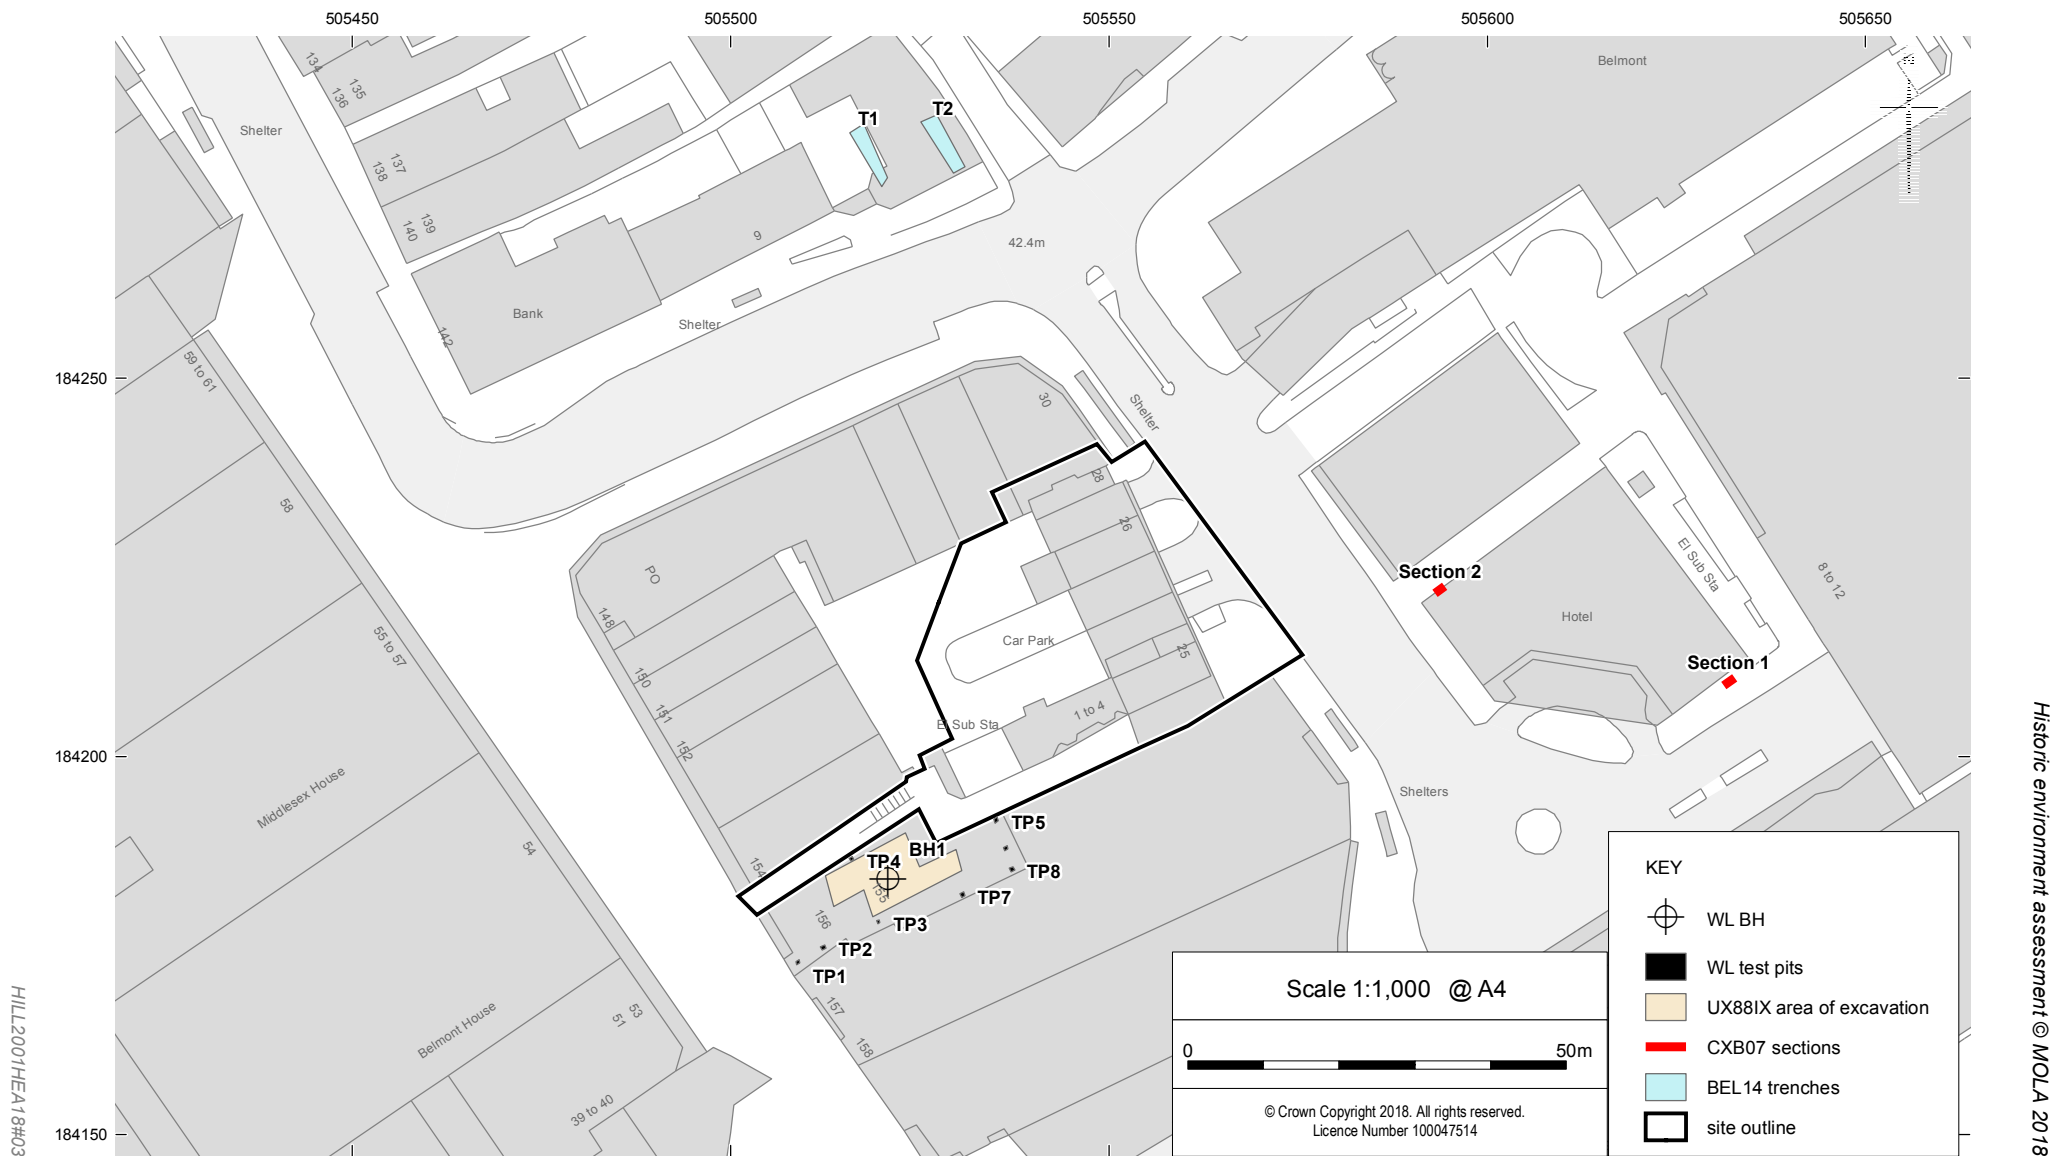 505450
505500
505550
505600
505650
184250
184200
184150
134
135
136
Shelter
137
138
139
140
142
Bank
9
Shelter
T1
T2
42.4m
Belmont
59 to 61
58
55 to 57
Middlesex House
54
Belmont House
53
51
39 to 40
PO
148
150
151
152
154
155
156
157
158
30
Shelter
28
26
25
Car Park
1 to 4
El Sub Sta
Section 2
Hotel
El Sub Sta
8 to 12
Section 1
Shelters
TP5
BH1
TP4
TP8
TP7
TP3
TP2
TP1
Scale 1:1,000 @ A4
0
50m
© Crown Copyright 2018. All rights reserved.
Licence Number 100047514
KEY
WL BH
WL test pits
UX88IX area of excavation
CXB07 sections
BEL14 trenches
site outline
HILL2001HEA18#03
Historic environment assessment © MOLA 2018